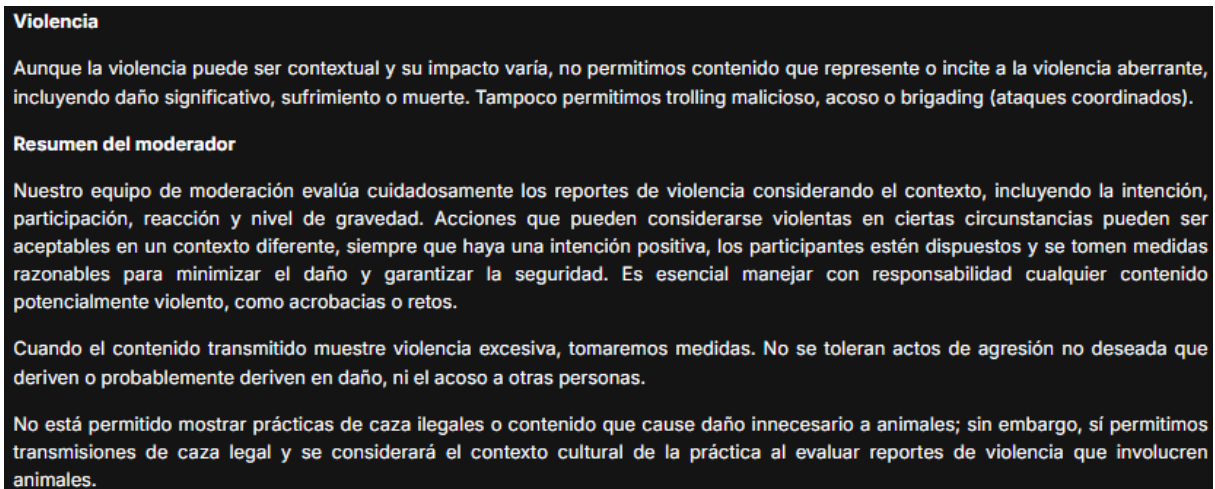 Violencia
Aunque la violencia puede ser contextual y su impacto varía, no permitimos contenido que represente o incite a la violencia aberrante,
incluyendo daño significativo, sufrimiento o muerte. Tampoco permitimos trolling malicioso, acoso o brigading (ataques coordinados).
Resumen del moderador
Nuestro equipo de moderación evalúa cuidadosamente los reportes de violencia considerando el contexto, incluyendo la intención,
participación, reacción y nivel de gravedad. Acciones que pueden considerarse violentas en ciertas circunstancias pueden ser
aceptables en un contexto diferente, siempre que haya una intención positiva, los participantes estén dispuestos y se tomen medidas
razonables para minimizar el daño y garantizar la seguridad. Es esencial manejar con responsabilidad cualquier contenido
potencialmente violento, como acrobacias o retos.
Cuando el contenido transmitido muestre violencia excesiva, tomaremos medidas. No se toleran actos de agresión no deseada que
deriven o probablemente deriven en daño, ni el acoso a otras personas.
No está permitido mostrar prácticas de caza ilegales o contenido que cause daño innecesario a animales; sin embargo, sí permitimos
transmisiones de caza legal y se considerará el contexto cultural de la práctica al evaluar reportes de violencia que involucren
animales.